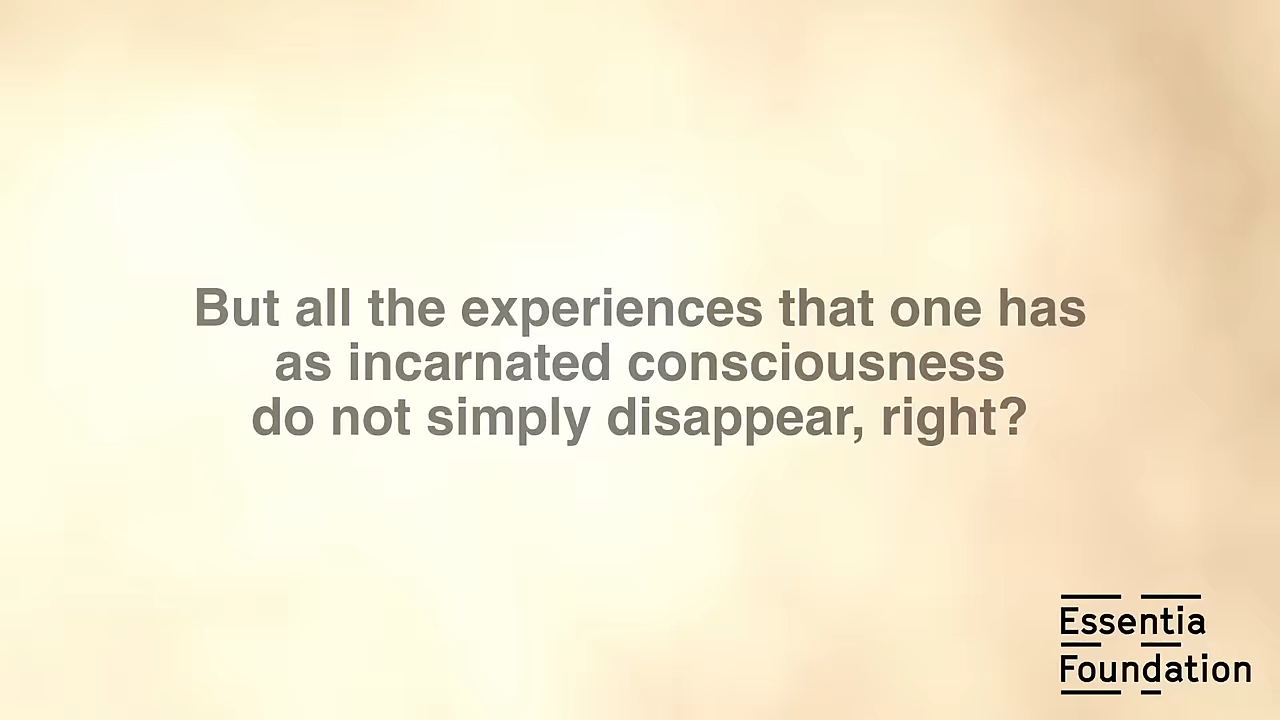 But all the experiences that one has
as incarnated consciousness
do not simply disappear, right?
Essentia
Foundation